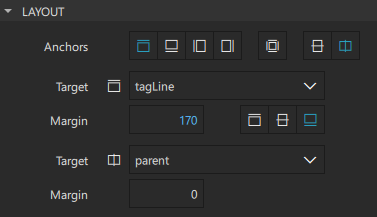 LAYOUT
Anchors
Target tagLine
Margin 170
Target parent
Margin 0